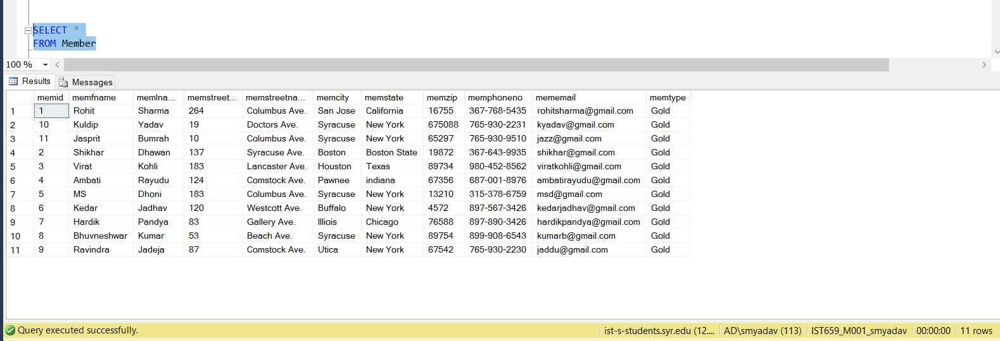 SELECT *
FROM Member
100 %
Results Messages
memid memfname memlna... memstreet... memstreetna... memcity memstate memzip memphoneno mememail memtype
1 1 Rohit Sharma 264 Columbus Ave. San Jose California 16755 367-768-5435 rohitsharma@gmail.com Gold
2 10 Kuldip Yadav 19 Doctors Ave. Syracuse New York 675088 765-930-2231 kyadav@gmail.com Gold
3 11 Jasprit Bumrah 10 Columbus Ave. Syracuse New York 65297 765-930-9510 jazz@gmail.com Gold
4 2 Shikhar Dhawan 137 Syracuse Ave. Boston Boston State 19872 367-643-9935 shikhar@gmail.com Gold
5 3 Virat Kohli 183 Lancaster Ave. Houston Texas 89734 980-452-8562 viratkohli@gmail.com Gold
6 4 Ambati Rayudu 124 Comstock Ave. Pawnee indiana 67356 687-001-8976 ambatirayudu@gmail.com Gold
7 5 MS Dhoni 183 Columbus Ave. Syracuse New York 13210 315-378-6759 msd@gmail.com Gold
8 6 Kedar Jadhav 120 Westcott Ave. Buffalo New York 4572 897-567-3426 kedarjadhav@gmail.com Gold
9 7 Hardik Pandya 83 Gallery Ave. Illiois Chicago 76588 897-890-3426 hardikpandya@gmail.com Gold
10 8 Bhuvneshwar Kumar 53 Beach Ave. Syracuse New York 89754 899-908-6543 kumarb@gmail.com Gold
11 9 Ravindra Jadeja 87 Comstock Ave. Utica New York 67542 765-930-2230 jaddu@gmail.com Gold
Query executed successfully. ist-s-students.syr.edu (12.... AD\smyadav (113) IST659_M001_smyadav 00:00:00 11 rows